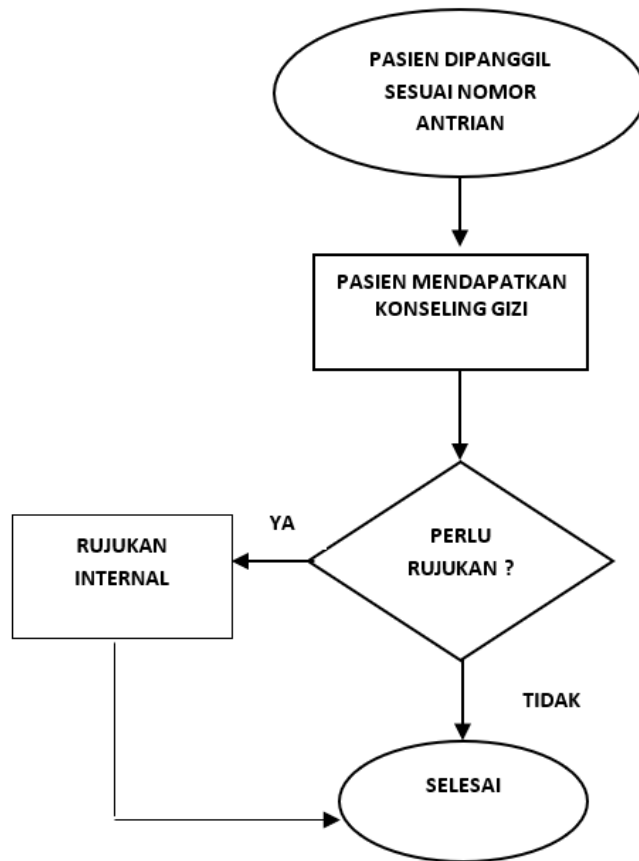 PASIEN DIPANGGIL
SESUAI NOMOR
ANTRIAN
PASIEN MENDAPATKAN
KONSELING GIZI
YA
PERLU
RUJUKAN ?
RUJUKAN
INTERNAL
TIDAK
SELESAI